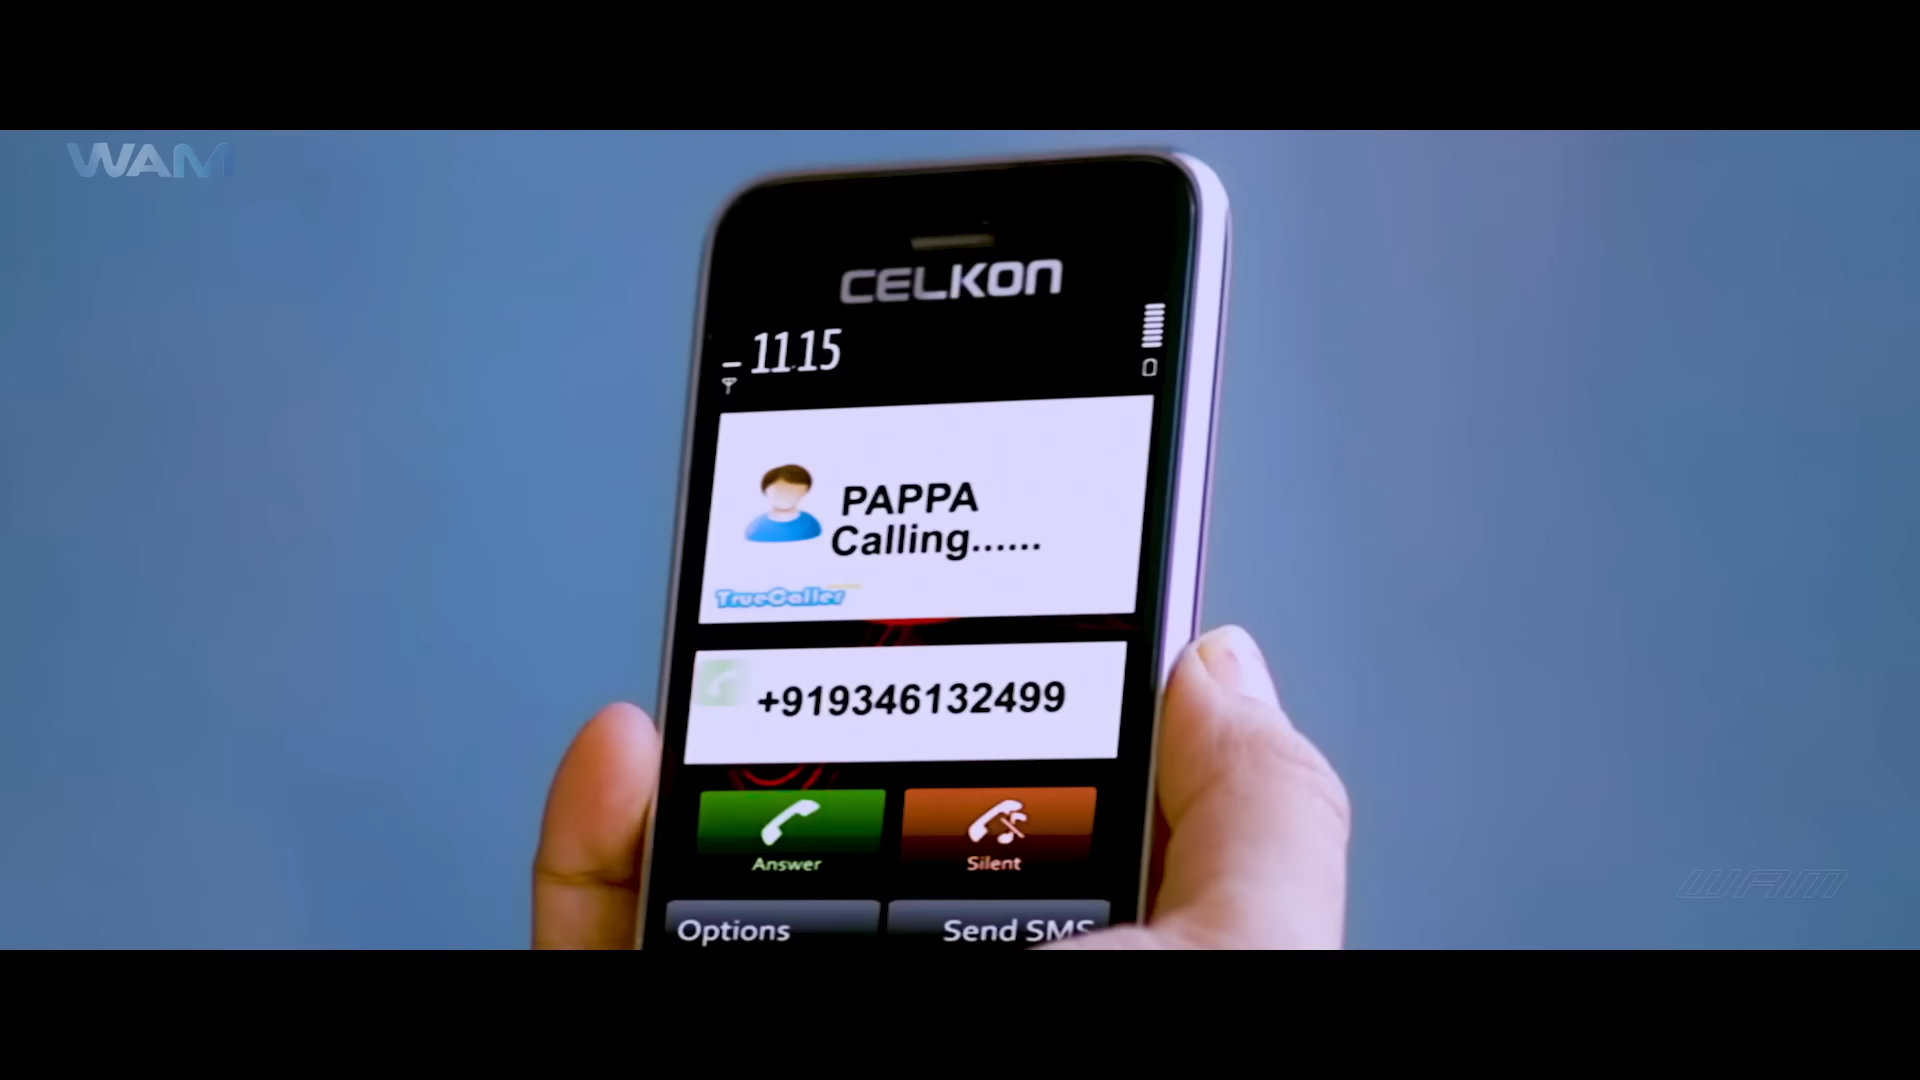 WAM
CELKON
11.15
PAPPA
Calling......
TrueCaller
+919346132499
Answer
Silent
Options
Send SMS
WAM